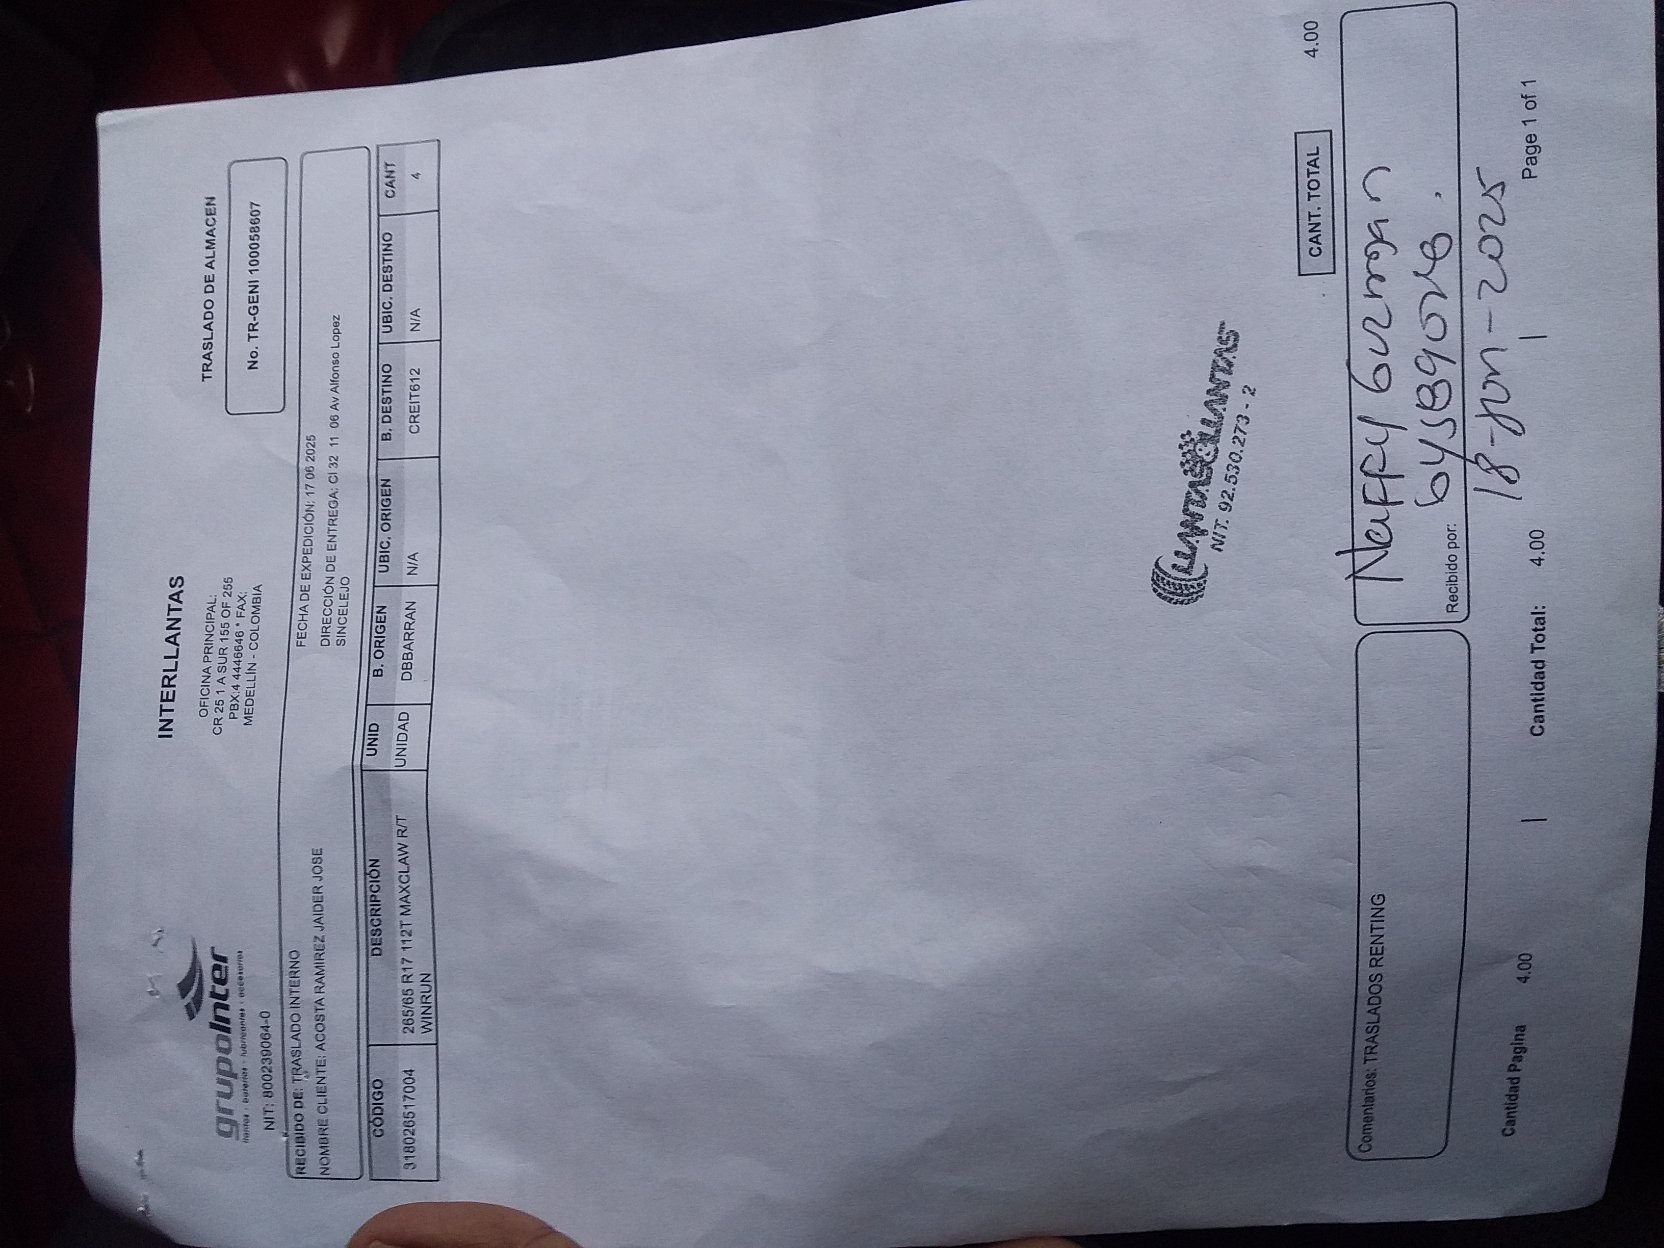 grupoInter
llantas · baterías · lubricantes · accesorios
NIT: 800239064-0
INTERLLANTAS
OFICINA PRINCIPAL:
CR 25 1 A SUR 155 OF 255
PBX:4 4446646 * FAX:
MEDELLÍN - COLOMBIA
TRASLADO DE ALMACEN
No. TR-GENI 100058607
RECIBIDO DE: TRASLADO INTERNO
NOMBRE CLIENTE: ACOSTA RAMIREZ JAIDER JOSE
FECHA DE EXPEDICIÓN: 17 06 2025
DIRECCIÓN DE ENTREGA: Cl 32 11 06 Av Alfonso Lopez
SINCELEJO
CÓDIGO DESCRIPCIÓN UNID B. ORIGEN UBIC. ORIGEN B. DESTINO UBIC. DESTINO CANT
318026517004 265/65 R17 112T MAXCLAW R/T UNIDAD DBBARRAN N/A CREIT612 N/A 4
WINRUN
LLANTAS & LLANTAS
NIT. 92.530.273 - 2
CANT. TOTAL 4.00
Comentarios: TRASLADOS RENTING
Naffy Guzman
Recibido por:
18-Jun-2025
Cantidad Pagina 4.00 | Cantidad Total: 4.00 | Page 1 of 1